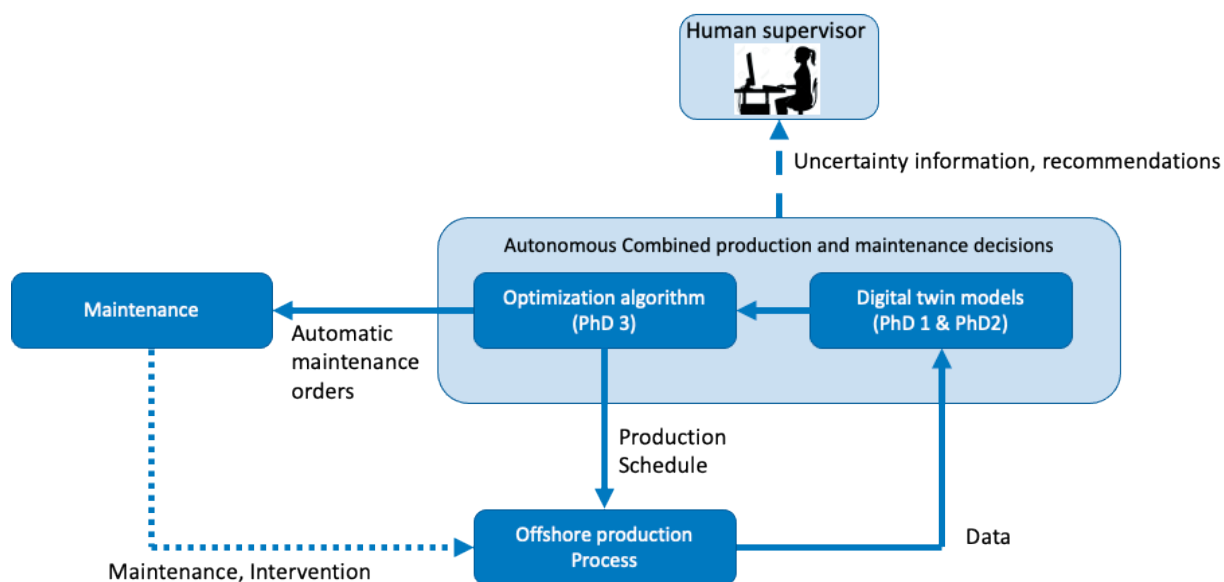 Human supervisor
Uncertainty information, recommendations
Autonomous Combined production and maintenance decisions
Maintenance
Optimization algorithm
(PhD 3)
Digital twin models
(PhD 1 & PhD2)
Automatic
maintenance
orders
Production
Schedule
Offshore production
Process
Data
Maintenance, Intervention